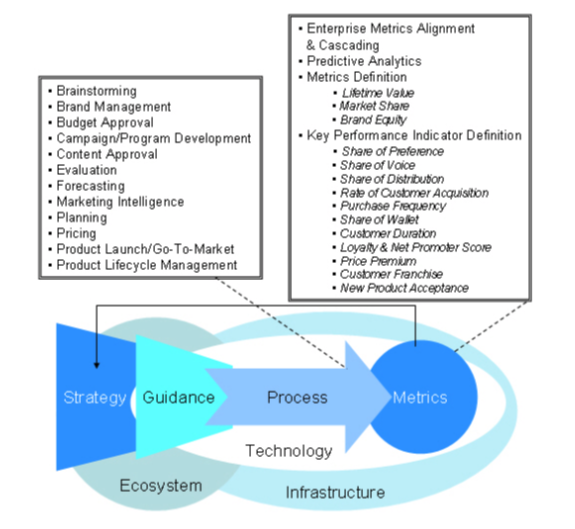 • Enterprise Metrics Alignment
& Cascading
• Predictive Analytics
• Metrics Definition
• Lifetime Value
• Market Share
• Brand Equity
• Key Performance Indicator Definition
• Share of Preference
• Share of Voice
• Share of Distribution
• Rate of Customer Acquisition
• Purchase Frequency
• Share of Wallet
• Customer Duration
• Loyalty & Net Promoter Score
• Price Premium
• Customer Franchise
• New Product Acceptance
• Brainstorming
• Brand Management
• Budget Approval
• Campaign/Program Development
• Content Approval
• Evaluation
• Forecasting
• Marketing Intelligence
• Planning
• Pricing
• Product Launch/Go-To-Market
• Product Lifecycle Management
Strategy
Guidance
Process
Metrics
Technology
Ecosystem
Infrastructure